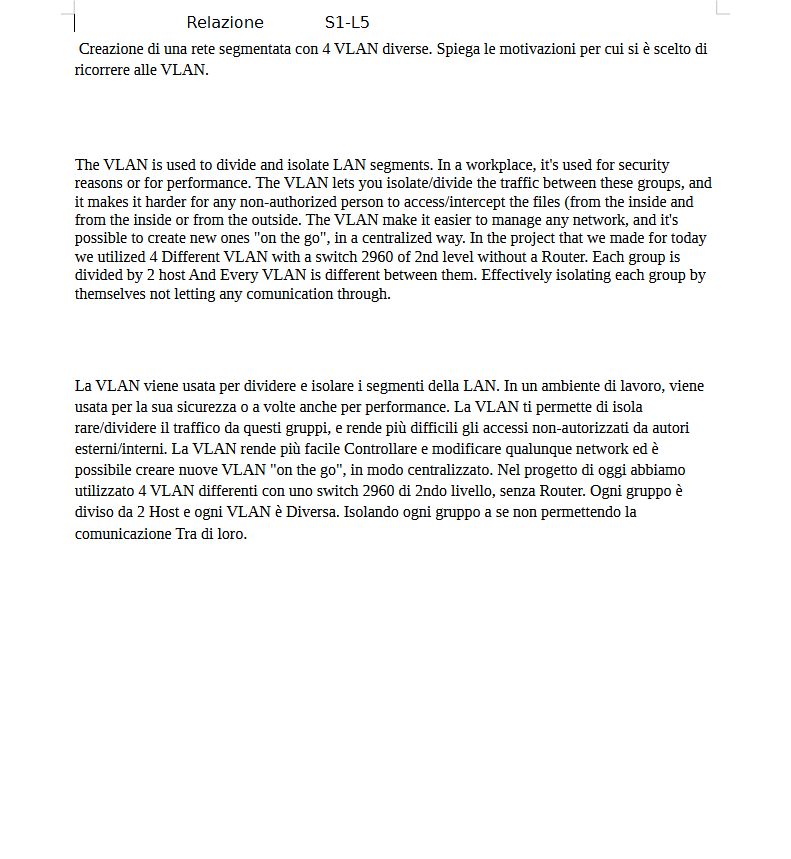 Relazione S1-L5
Creazione di una rete segmentata con 4 VLAN diverse. Spiega le motivazioni per cui si è scelto di
ricorrere alle VLAN.
The VLAN is used to divide and isolate LAN segments. In a workplace, it's used for security
reasons or for performance. The VLAN lets you isolate/divide the traffic between these groups, and
it makes it harder for any non-authorized person to access/intercept the files (from the inside and
from the inside or from the outside. The VLAN make it easier to manage any network, and it's
possible to create new ones "on the go", in a centralized way. In the project that we made for today
we utilized 4 Different VLAN with a switch 2960 of 2nd level without a Router. Each group is
divided by 2 host And Every VLAN is different between them. Effectively isolating each group by
themselves not letting any comunication through.
La VLAN viene usata per dividere e isolare i segmenti della LAN. In un ambiente di lavoro, viene
usata per la sua sicurezza o a volte anche per performance. La VLAN ti permette di isola
rare/dividere il traffico da questi gruppi, e rende più difficili gli accessi non-autorizzati da autori
esterni/interni. La VLAN rende più facile Controllare e modificare qualunque network ed è
possibile creare nuove VLAN "on the go", in modo centralizzato. Nel progetto di oggi abbiamo
utilizzato 4 VLAN differenti con uno switch 2960 di 2ndo livello, senza Router. Ogni gruppo è
diviso da 2 Host e ogni VLAN è Diversa. Isolando ogni gruppo a se non permettendo la
comunicazione Tra di loro.